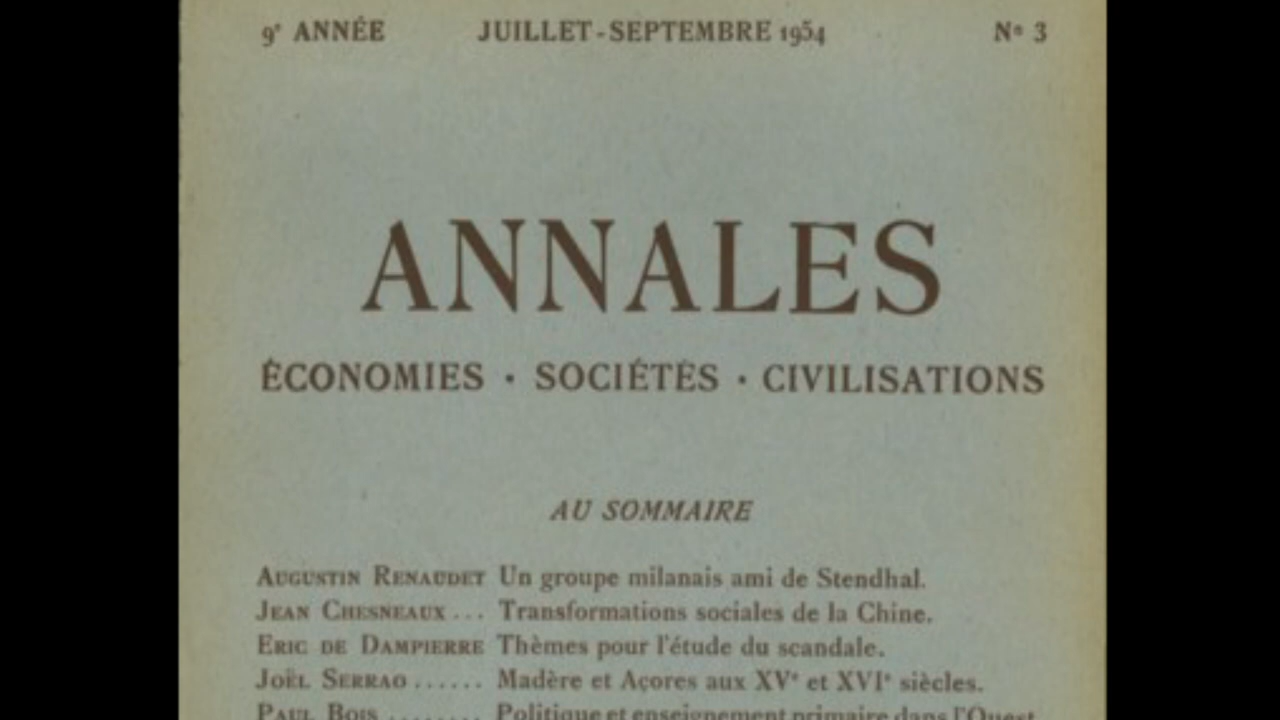 9e ANNÉE JUILLET-SEPTEMBRE 1954 No 3
ANNALES
ÉCONOMIES • SOCIÉTÉS • CIVILISATIONS
AU SOMMAIRE
AUGUSTIN RENAUDET Un groupe milanais ami de Stendhal.
JEAN CHESNEAUX ... Transformations sociales de la Chine.
ERIC DE DAMPIERRE Thèmes pour l'étude du scandale.
JOËL SERRAO ...... Madère et Açores aux XVe et XVIe siècles.
PAUL BOIS ........ Politique et enseignement primaire dans l'Ouest.